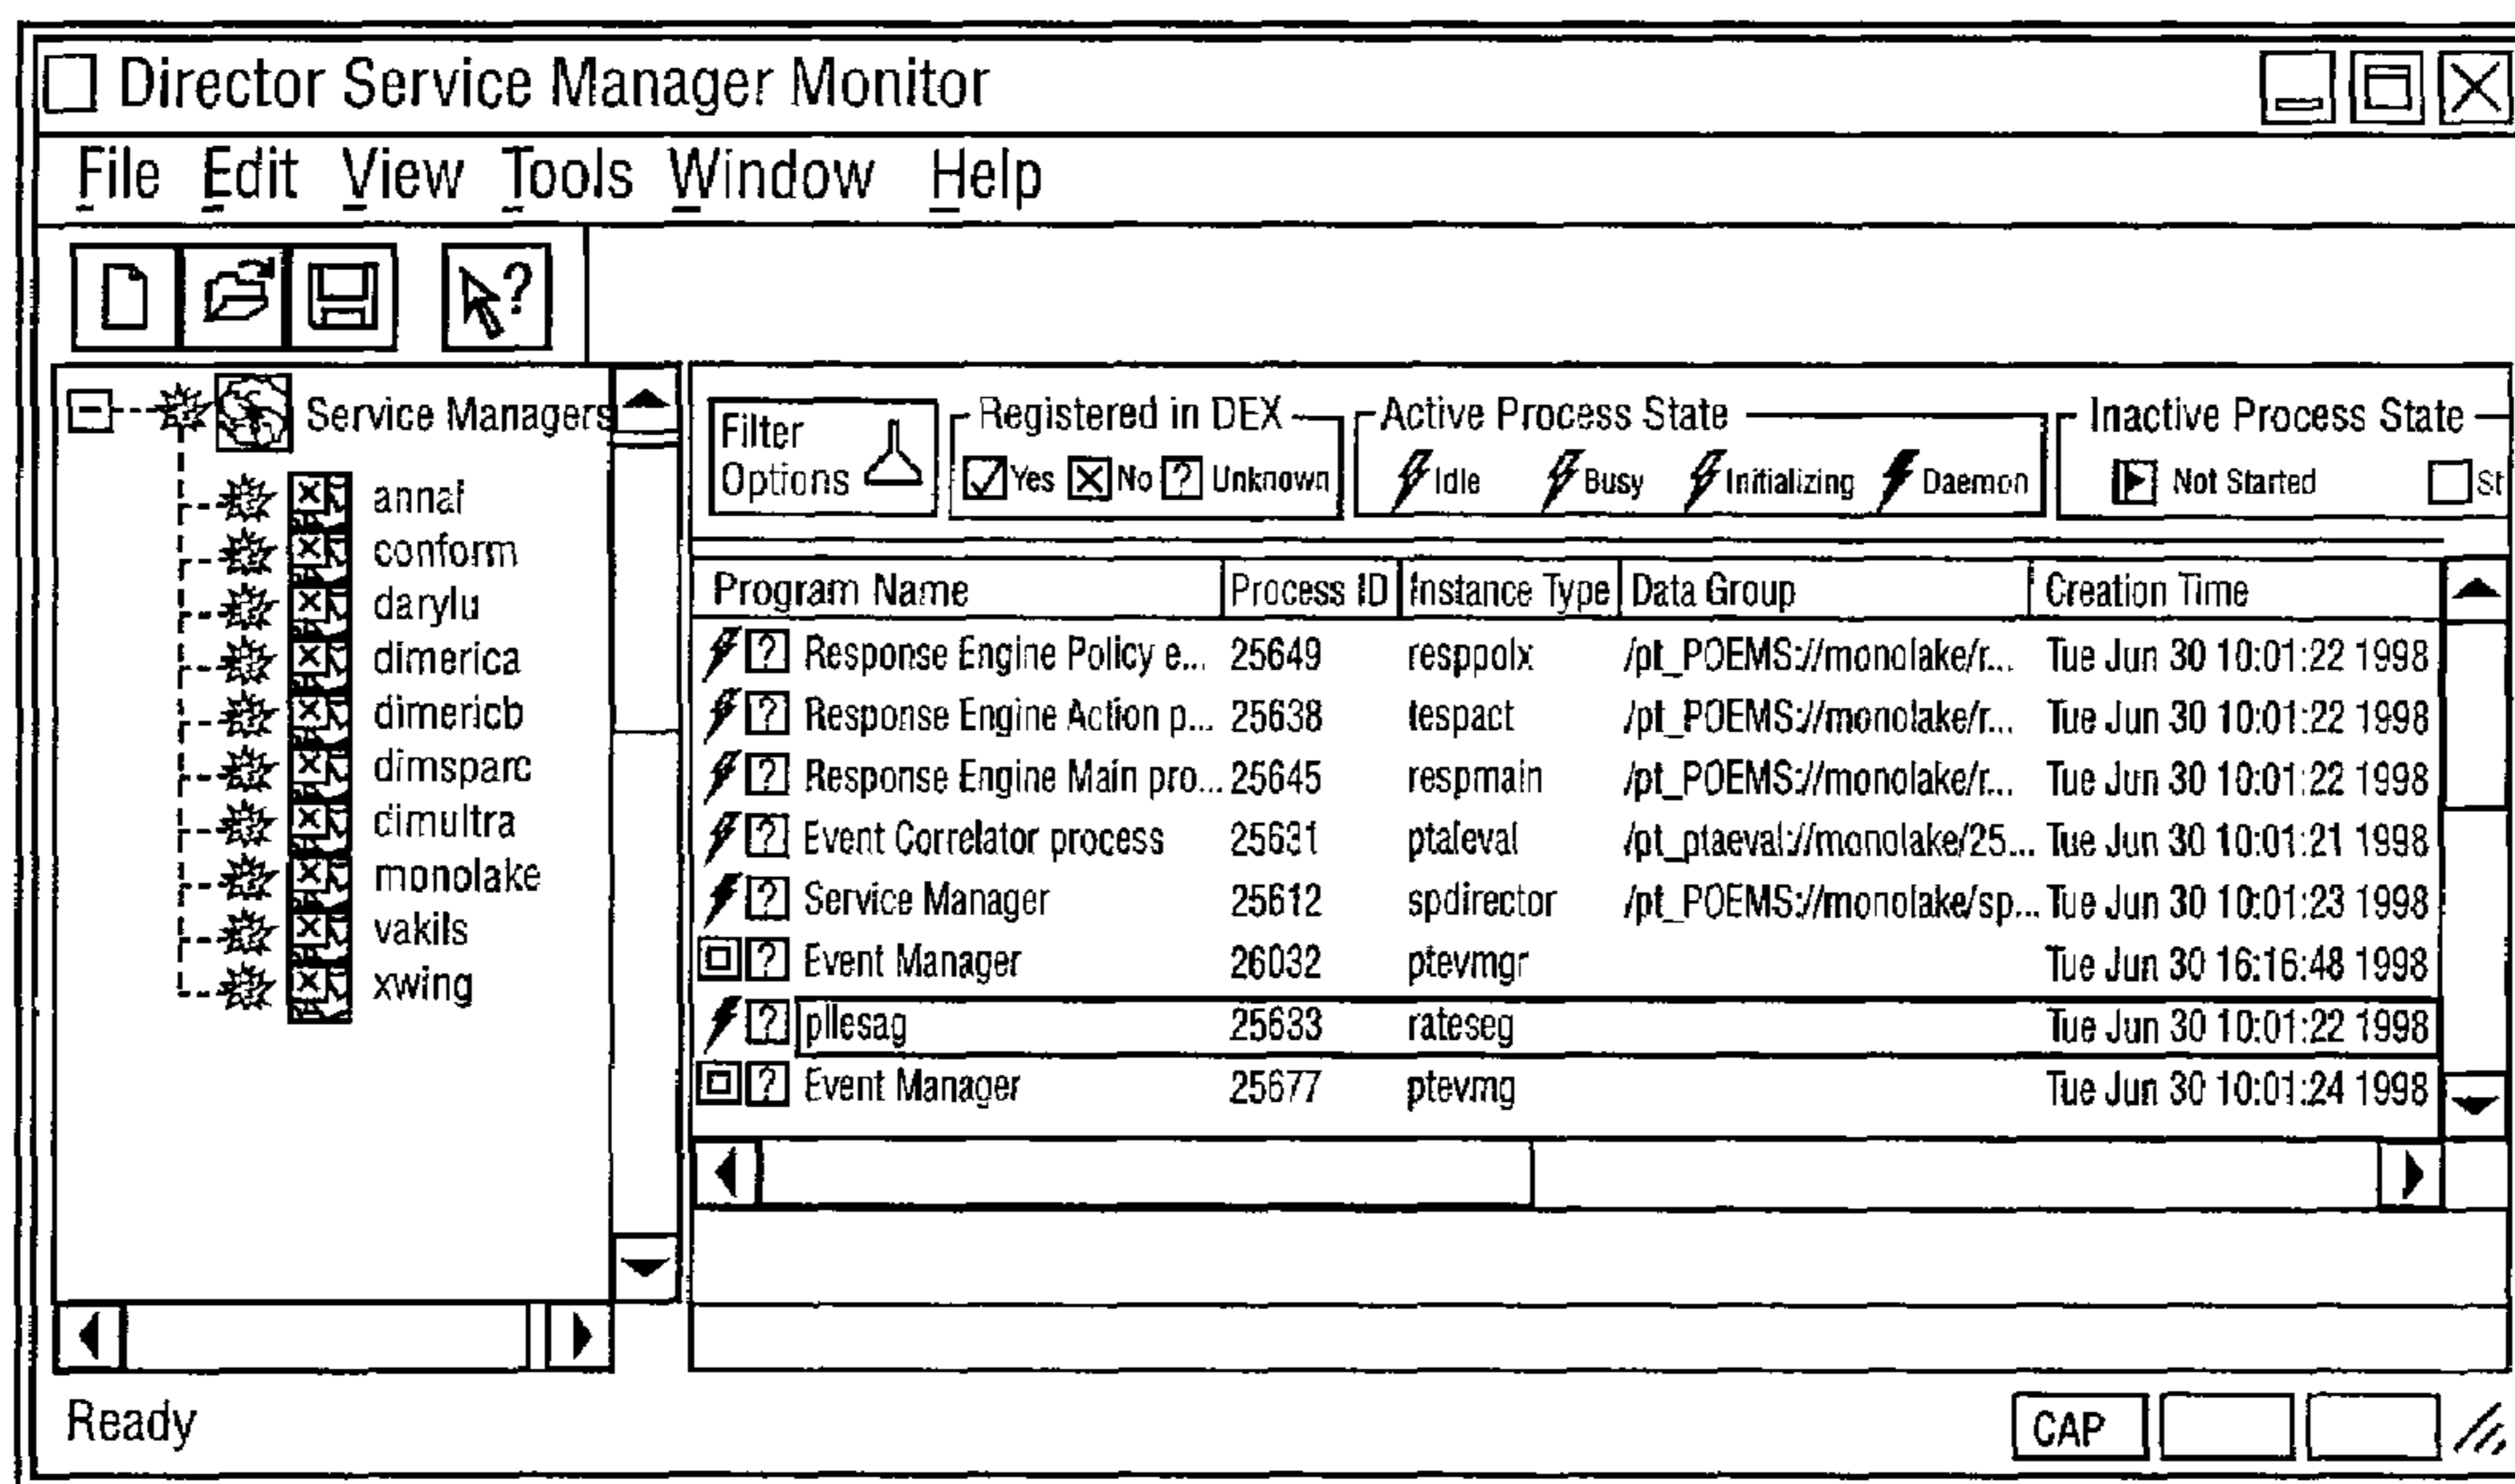 Director Service Manager Monitor
File Edit View Tools Window Help
Service Managers
annaf
conform
darylu
dimerica
dimericb
dimsparc
dimultra
monolake
vakils
xwing
Filter Options
Registered in DEX
Yes No ? Unknown
Active Process State
Idle Busy Initializing Daemon
Inactive Process State
Not Started St
Program Name Process ID Instance Type Data Group Creation Time
? Response Engine Policy e... 25649 resppolx /pt_POEMS://monolake/r... Tue Jun 30 10:01:22 1998
? Response Engine Action p... 25638 tespact /pt_POEMS://monolake/r... Tue Jun 30 10:01:22 1998
? Response Engine Main pro... 25645 respmain /pt_POEMS://monolake/r... Tue Jun 30 10:01:22 1998
? Event Correlator process 25631 ptaleval /pt_ptaeval://monolake/25... Tue Jun 30 10:01:21 1998
? Service Manager 25612 spdirector /pt_POEMS://monolake/sp... Tue Jun 30 10:01:23 1998
? Event Manager 26032 ptevmgr Tue Jun 30 16:16:48 1998
? pllesag 25633 rateseg Tue Jun 30 10:01:22 1998
? Event Manager 25677 ptevmg Tue Jun 30 10:01:24 1998
Ready
CAP